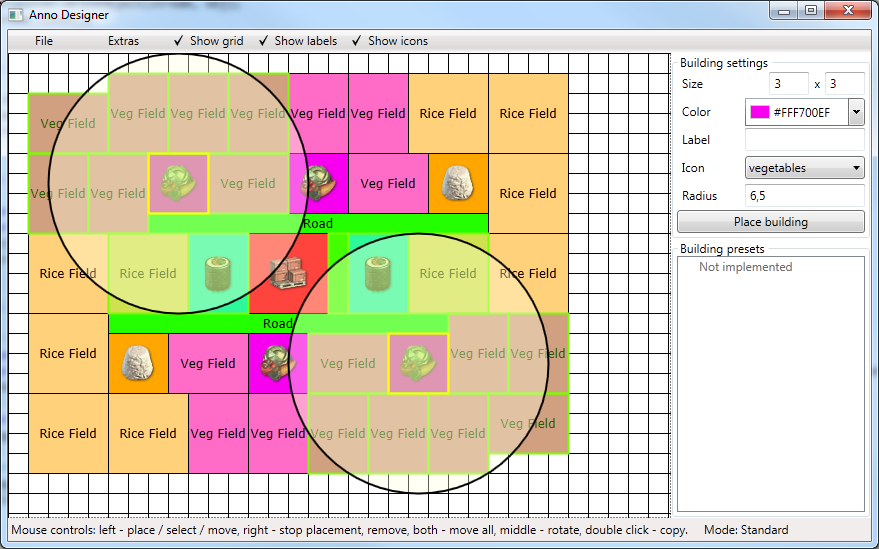 Anno Designer
File Extras ✓ Show grid ✓ Show labels ✓ Show icons
Veg Field Veg Field Veg Field Veg Field Veg Field Veg Field Rice Field Rice Field
Veg Field Veg Field Veg Field Veg Field Rice Field
Road
Rice Field Rice Field Rice Field Rice Field
Road
Rice Field Veg Field Veg Field Veg Field Veg Field
Rice Field Rice Field Veg Field Veg Field Veg Field Veg Field Veg Field Veg Field
Building settings
Size 3 x 3
Color #FFF700EF
Label
Icon vegetables
Radius 6,5
Place building
Building presets
Not implemented
Mouse controls: left - place / select / move, right - stop placement, remove, both - move all, middle - rotate, double click - copy. Mode: Standard